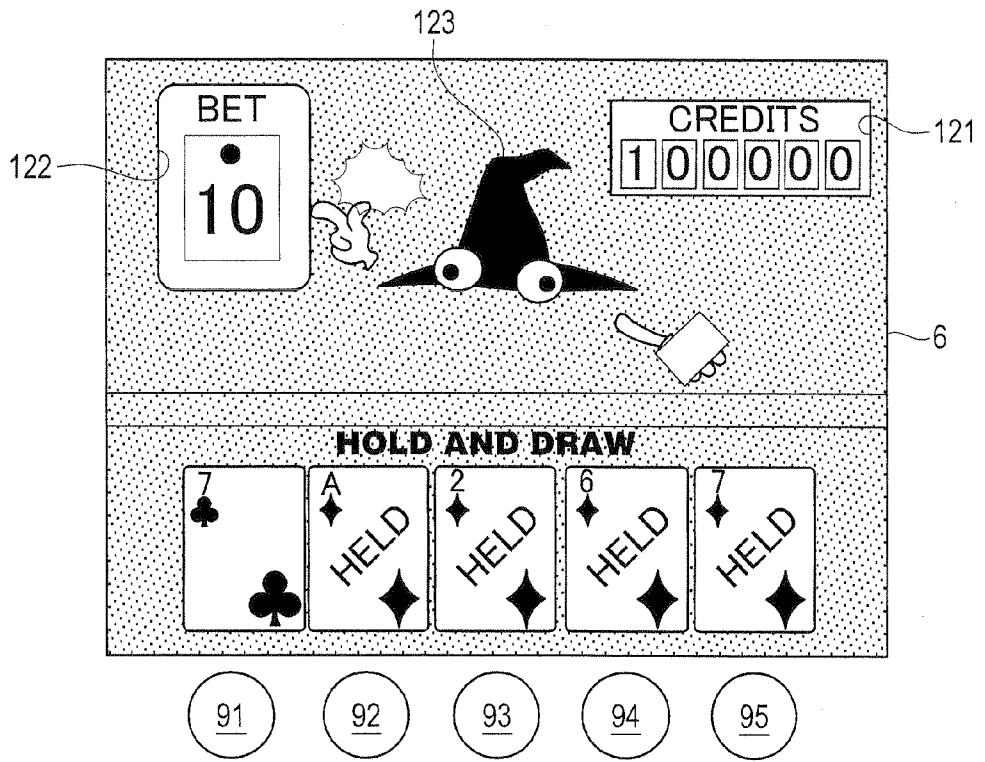 123
BET
10
122
CREDITS
100000
121
6
HOLD AND DRAW
7 A 2 6 7
HELD HELD HELD HELD
91 92 93 94 95